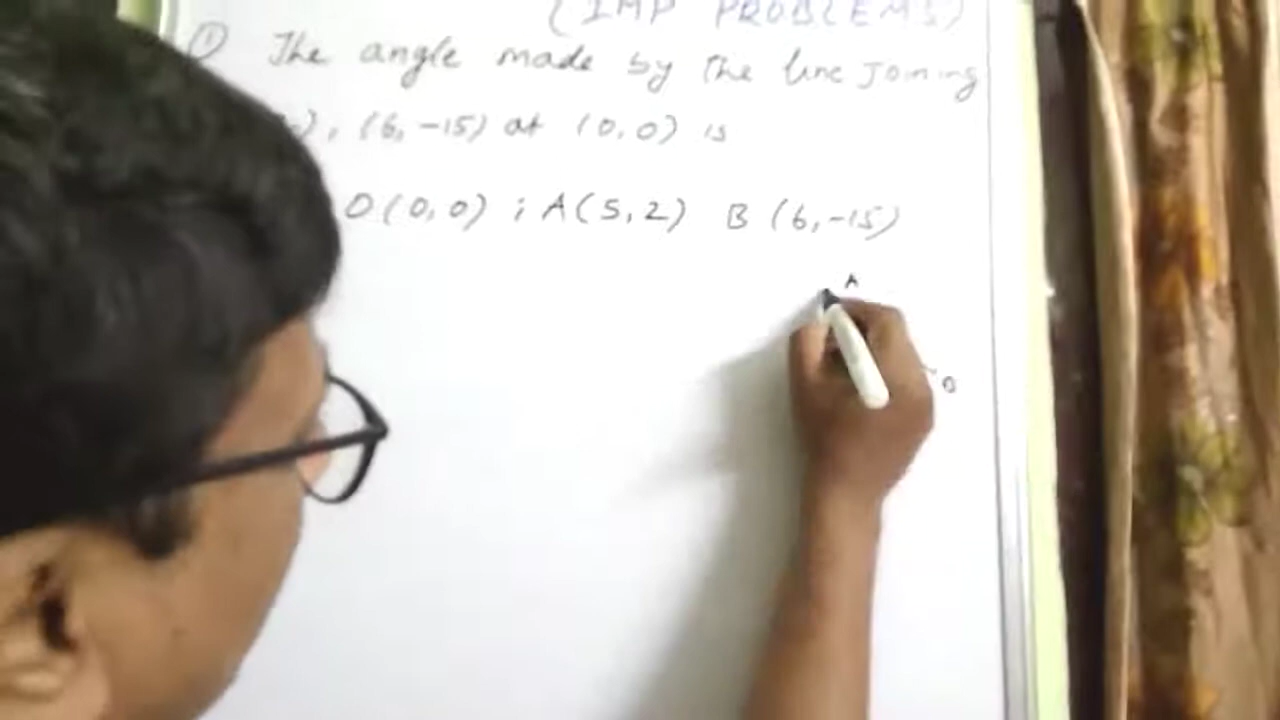 (IMP PROBLEMS)
① The angle made by the line joining
), (6, -15) at (0, 0) is
O(0, 0) ; A(5, 2) B (6, -15)
A
B